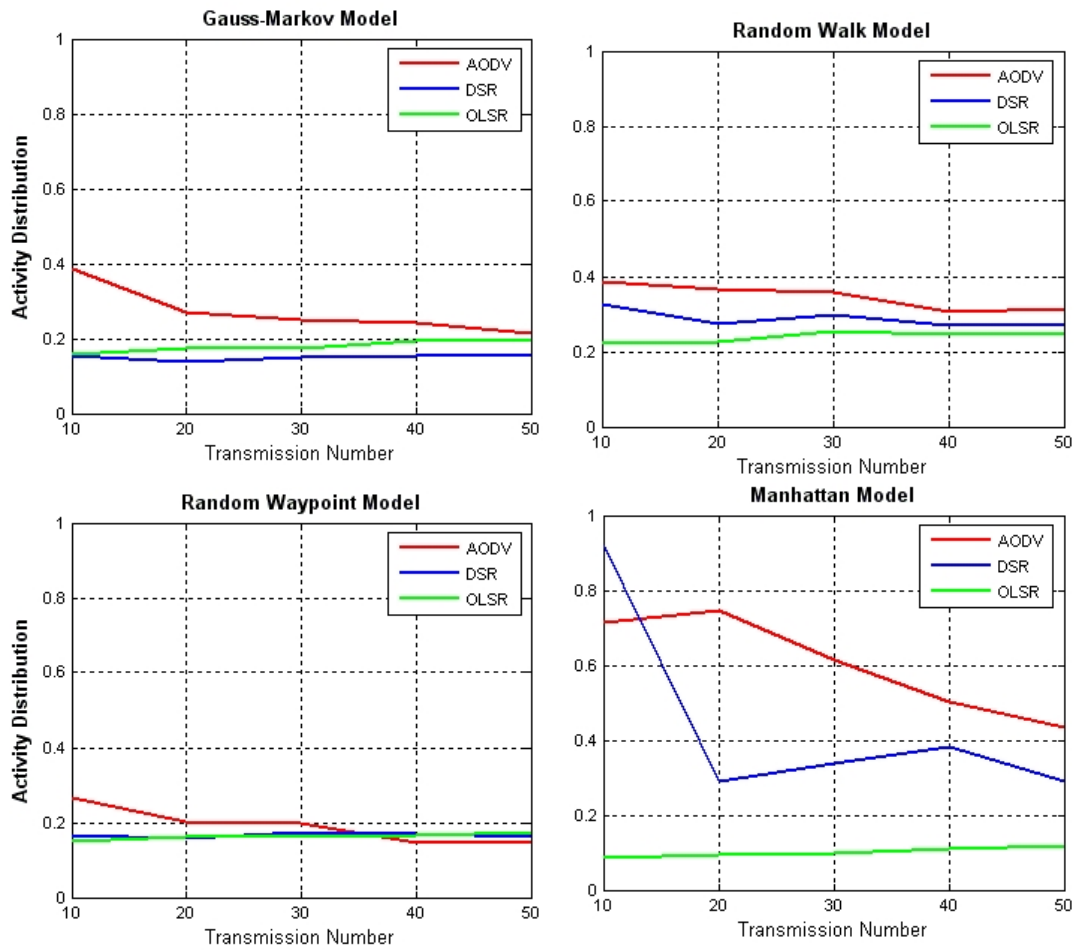 Gauss-Markov Model
1
0.8
0.6
0.4
0.2
0
10 20 30 40 50
Activity Distribution
Transmission Number
AODV
DSR
OLSR
Random Walk Model
1
0.8
0.6
0.4
0.2
0
10 20 30 40 50
Transmission Number
AODV
DSR
OLSR
Random Waypoint Model
1
0.8
0.6
0.4
0.2
0
10 20 30 40 50
Activity Distribution
Transmission Number
AODV
DSR
OLSR
Manhattan Model
1
0.8
0.6
0.4
0.2
0
10 20 30 40 50
Transmission Number
AODV
DSR
OLSR